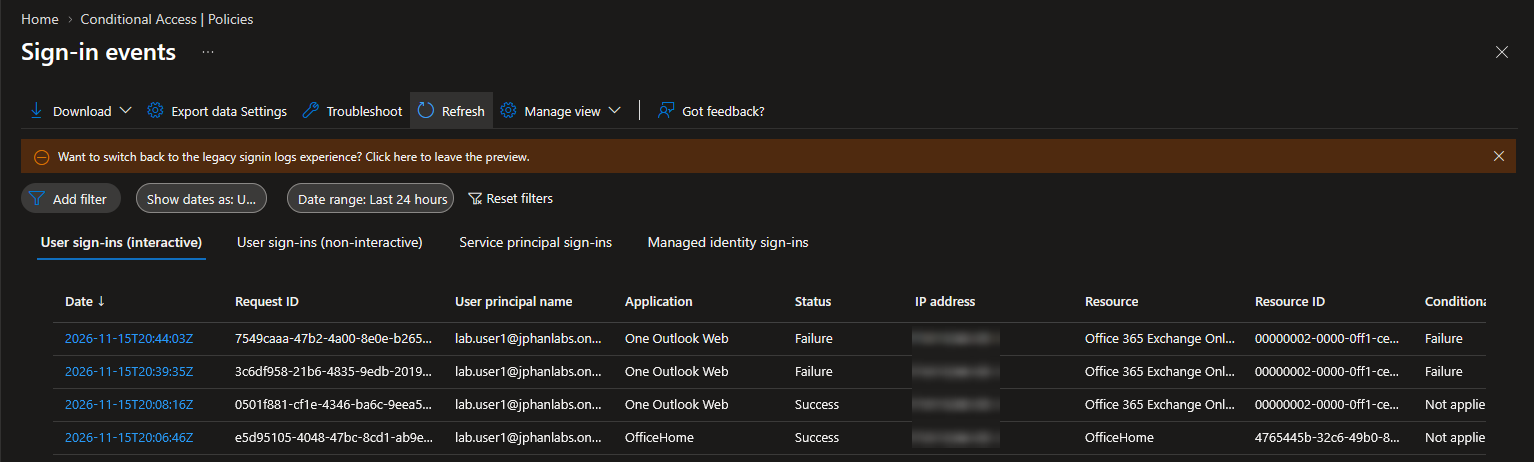 Home > Conditional Access | Policies
Sign-in events ...
Download Export data Settings Troubleshoot Refresh Manage view Got feedback?
Want to switch back to the legacy signin logs experience? Click here to leave the preview.
Add filter Show dates as: U... Date range: Last 24 hours Reset filters
User sign-ins (interactive) User sign-ins (non-interactive) Service principal sign-ins Managed identity sign-ins
Date ↓ Request ID User principal name Application Status IP address Resource Resource ID Conditiona
2026-11-15T20:44:03Z 7549caaa-47b2-4a00-8e0e-b265... lab.user1@jphanlabs.on... One Outlook Web Failure Office 365 Exchange Onl... 00000002-0000-0ff1-ce... Failure
2026-11-15T20:39:35Z 3c6df958-21b6-4835-9edb-2019... lab.user1@jphanlabs.on... One Outlook Web Failure Office 365 Exchange Onl... 00000002-0000-0ff1-ce... Failure
2026-11-15T20:08:16Z 0501f881-cf1e-4346-ba6c-9eea5... lab.user1@jphanlabs.on... One Outlook Web Success Office 365 Exchange Onl... 00000002-0000-0ff1-ce... Not applie
2026-11-15T20:06:46Z e5d95105-4048-47bc-8cd1-ab9e... lab.user1@jphanlabs.on... OfficeHome Success OfficeHome 4765445b-32c6-49b0-8... Not applie